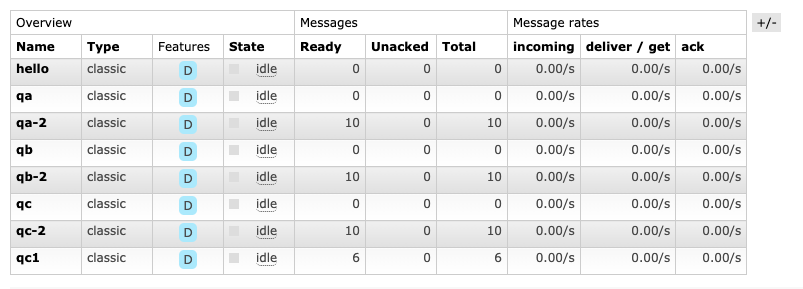 Overview Messages Message rates +/-
Name Type Features State Ready Unacked Total incoming deliver / get ack
hello classic D idle 0 0 0 0.00/s 0.00/s 0.00/s
qa classic D idle 0 0 0 0.00/s 0.00/s 0.00/s
qa-2 classic D idle 10 0 10 0.00/s 0.00/s 0.00/s
qb classic D idle 0 0 0 0.00/s 0.00/s 0.00/s
qb-2 classic D idle 10 0 10 0.00/s 0.00/s 0.00/s
qc classic D idle 0 0 0 0.00/s 0.00/s 0.00/s
qc-2 classic D idle 10 0 10 0.00/s 0.00/s 0.00/s
qc1 classic D idle 6 0 6 0.00/s 0.00/s 0.00/s